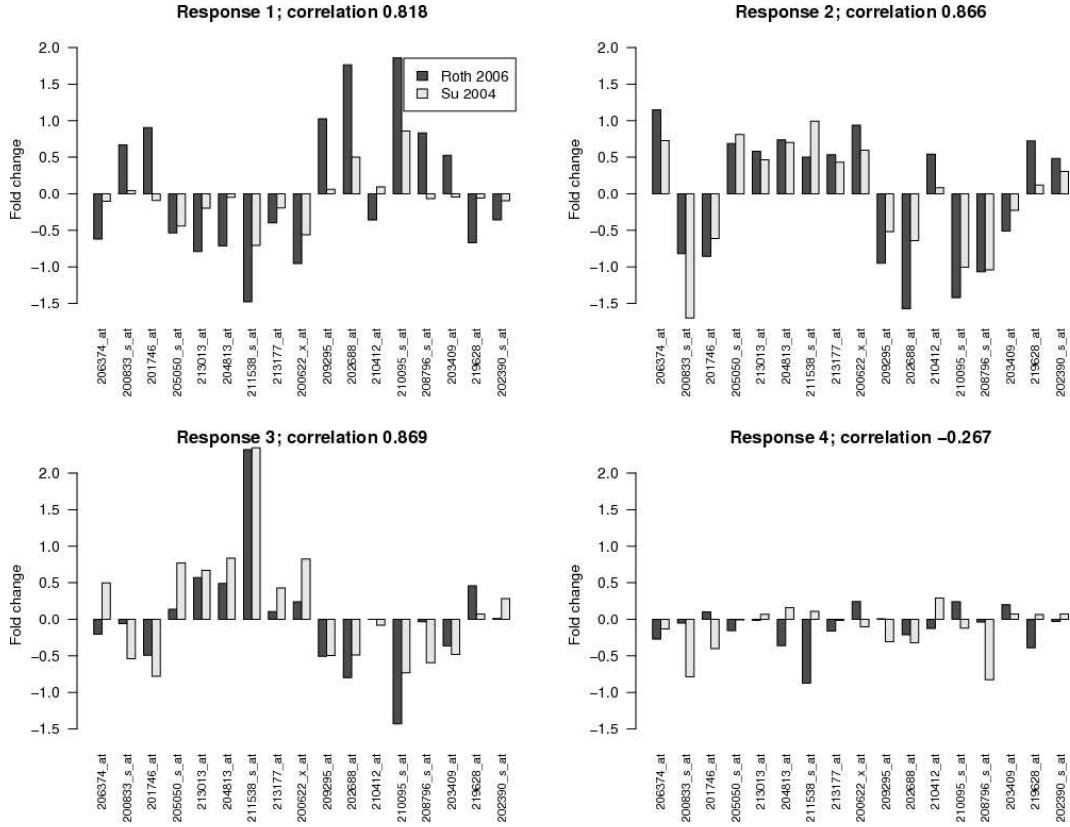 Response 1; correlation 0.818
Fold change
2.0
1.5
1.0
0.5
0.0
−0.5
−1.0
−1.5
Roth 2006
Su 2004
206374_at
200833_s_at
201746_at
205050_s_at
213013_at
204813_at
211538_s_at
213177_at
200622_x_at
209295_at
202688_at
210412_at
210095_s_at
208796_s_at
203409_at
219628_at
202390_s_at
Response 2; correlation 0.866
Fold change
2.0
1.5
1.0
0.5
0.0
−0.5
−1.0
−1.5
206374_at
200833_s_at
201746_at
205050_s_at
213013_at
204813_at
211538_s_at
213177_at
200622_x_at
209295_at
202688_at
210412_at
210095_s_at
208796_s_at
203409_at
219628_at
202390_s_at
Response 3; correlation 0.869
Fold change
2.0
1.5
1.0
0.5
0.0
−0.5
−1.0
−1.5
206374_at
200833_s_at
201746_at
205050_s_at
213013_at
204813_at
211538_s_at
213177_at
200622_x_at
209295_at
202688_at
210412_at
210095_s_at
208796_s_at
203409_at
219628_at
202390_s_at
Response 4; correlation −0.267
Fold change
2.0
1.5
1.0
0.5
0.0
−0.5
−1.0
−1.5
206374_at
200833_s_at
201746_at
205050_s_at
213013_at
204813_at
211538_s_at
213177_at
200622_x_at
209295_at
202688_at
210412_at
210095_s_at
208796_s_at
203409_at
219628_at
202390_s_at